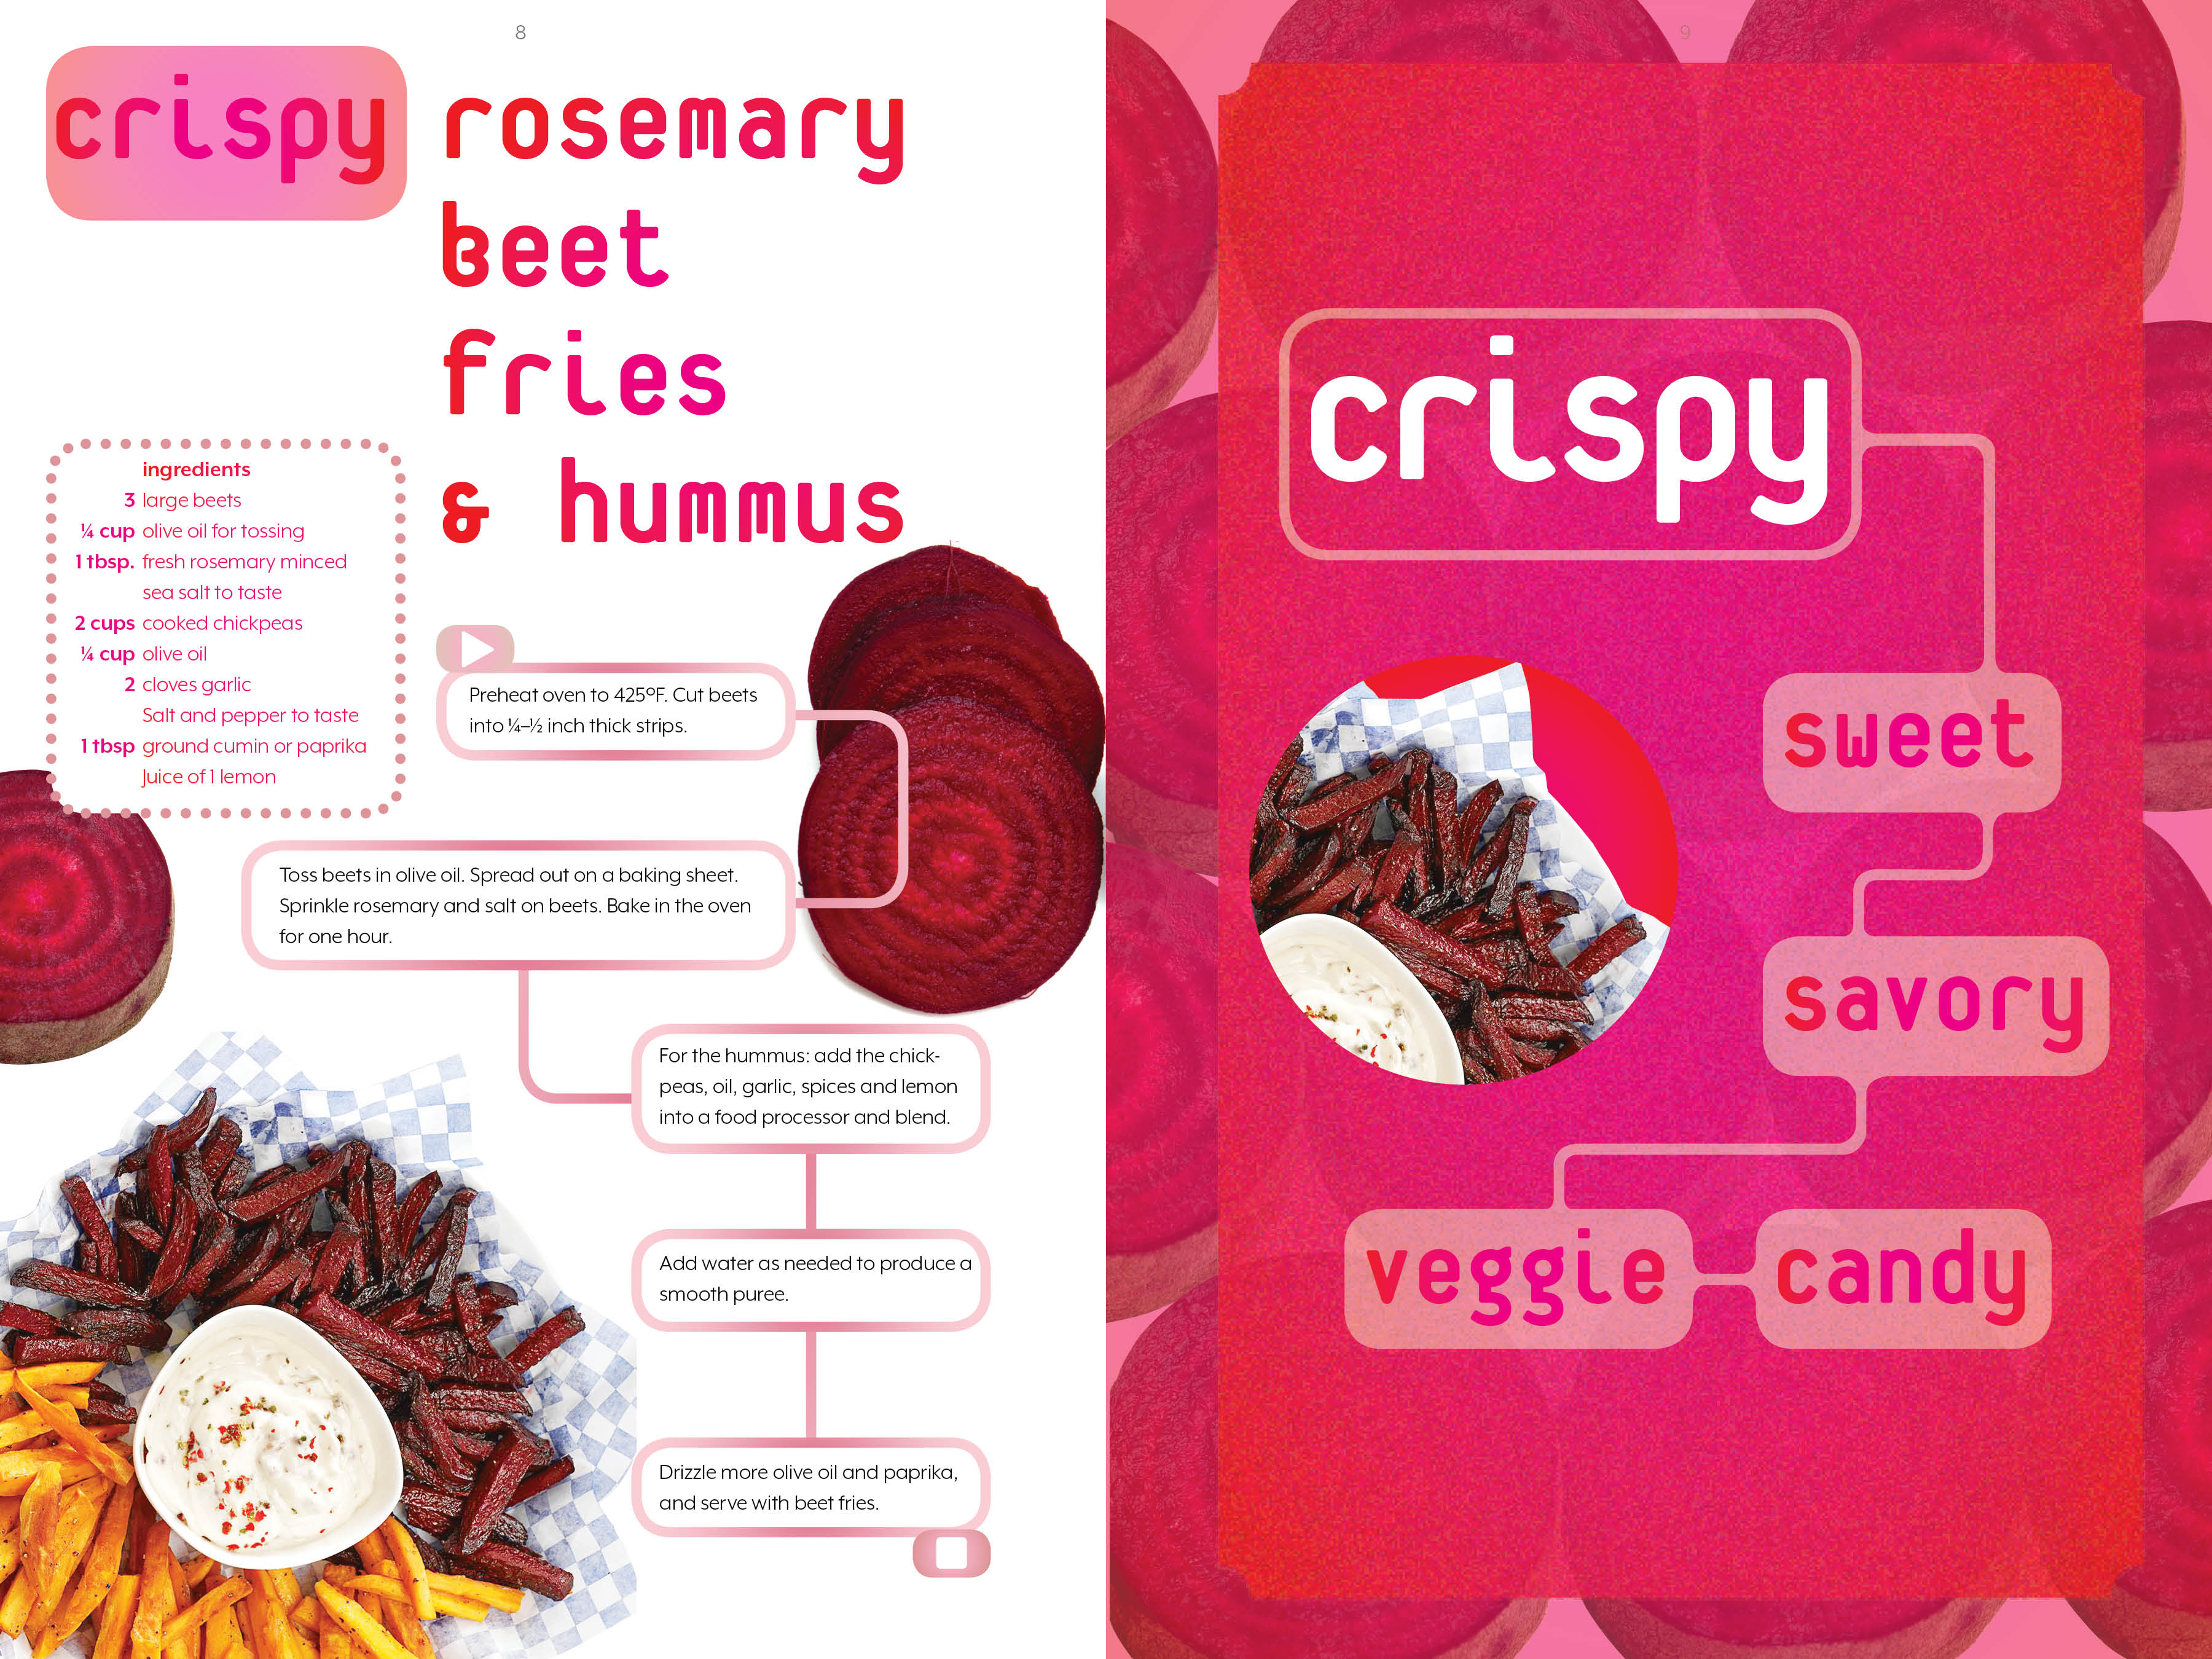 8
crispy rosemary
beet
fries
& hummus
ingredients
3 large beets
¼ cup olive oil for tossing
1 tbsp. fresh rosemary minced
sea salt to taste
2 cups cooked chickpeas
¼ cup olive oil
2 cloves garlic
Salt and pepper to taste
1 tbsp ground cumin or paprika
Juice of 1 lemon
Preheat oven to 425ºF. Cut beets
into ¼–½ inch thick strips.
Toss beets in olive oil. Spread out on a baking sheet.
Sprinkle rosemary and salt on beets. Bake in the oven
for one hour.
For the hummus: add the chick-
peas, oil, garlic, spices and lemon
into a food processor and blend.
Add water as needed to produce a
smooth puree.
Drizzle more olive oil and paprika,
and serve with beet fries.
9
crispy
sweet
savory
veggie candy